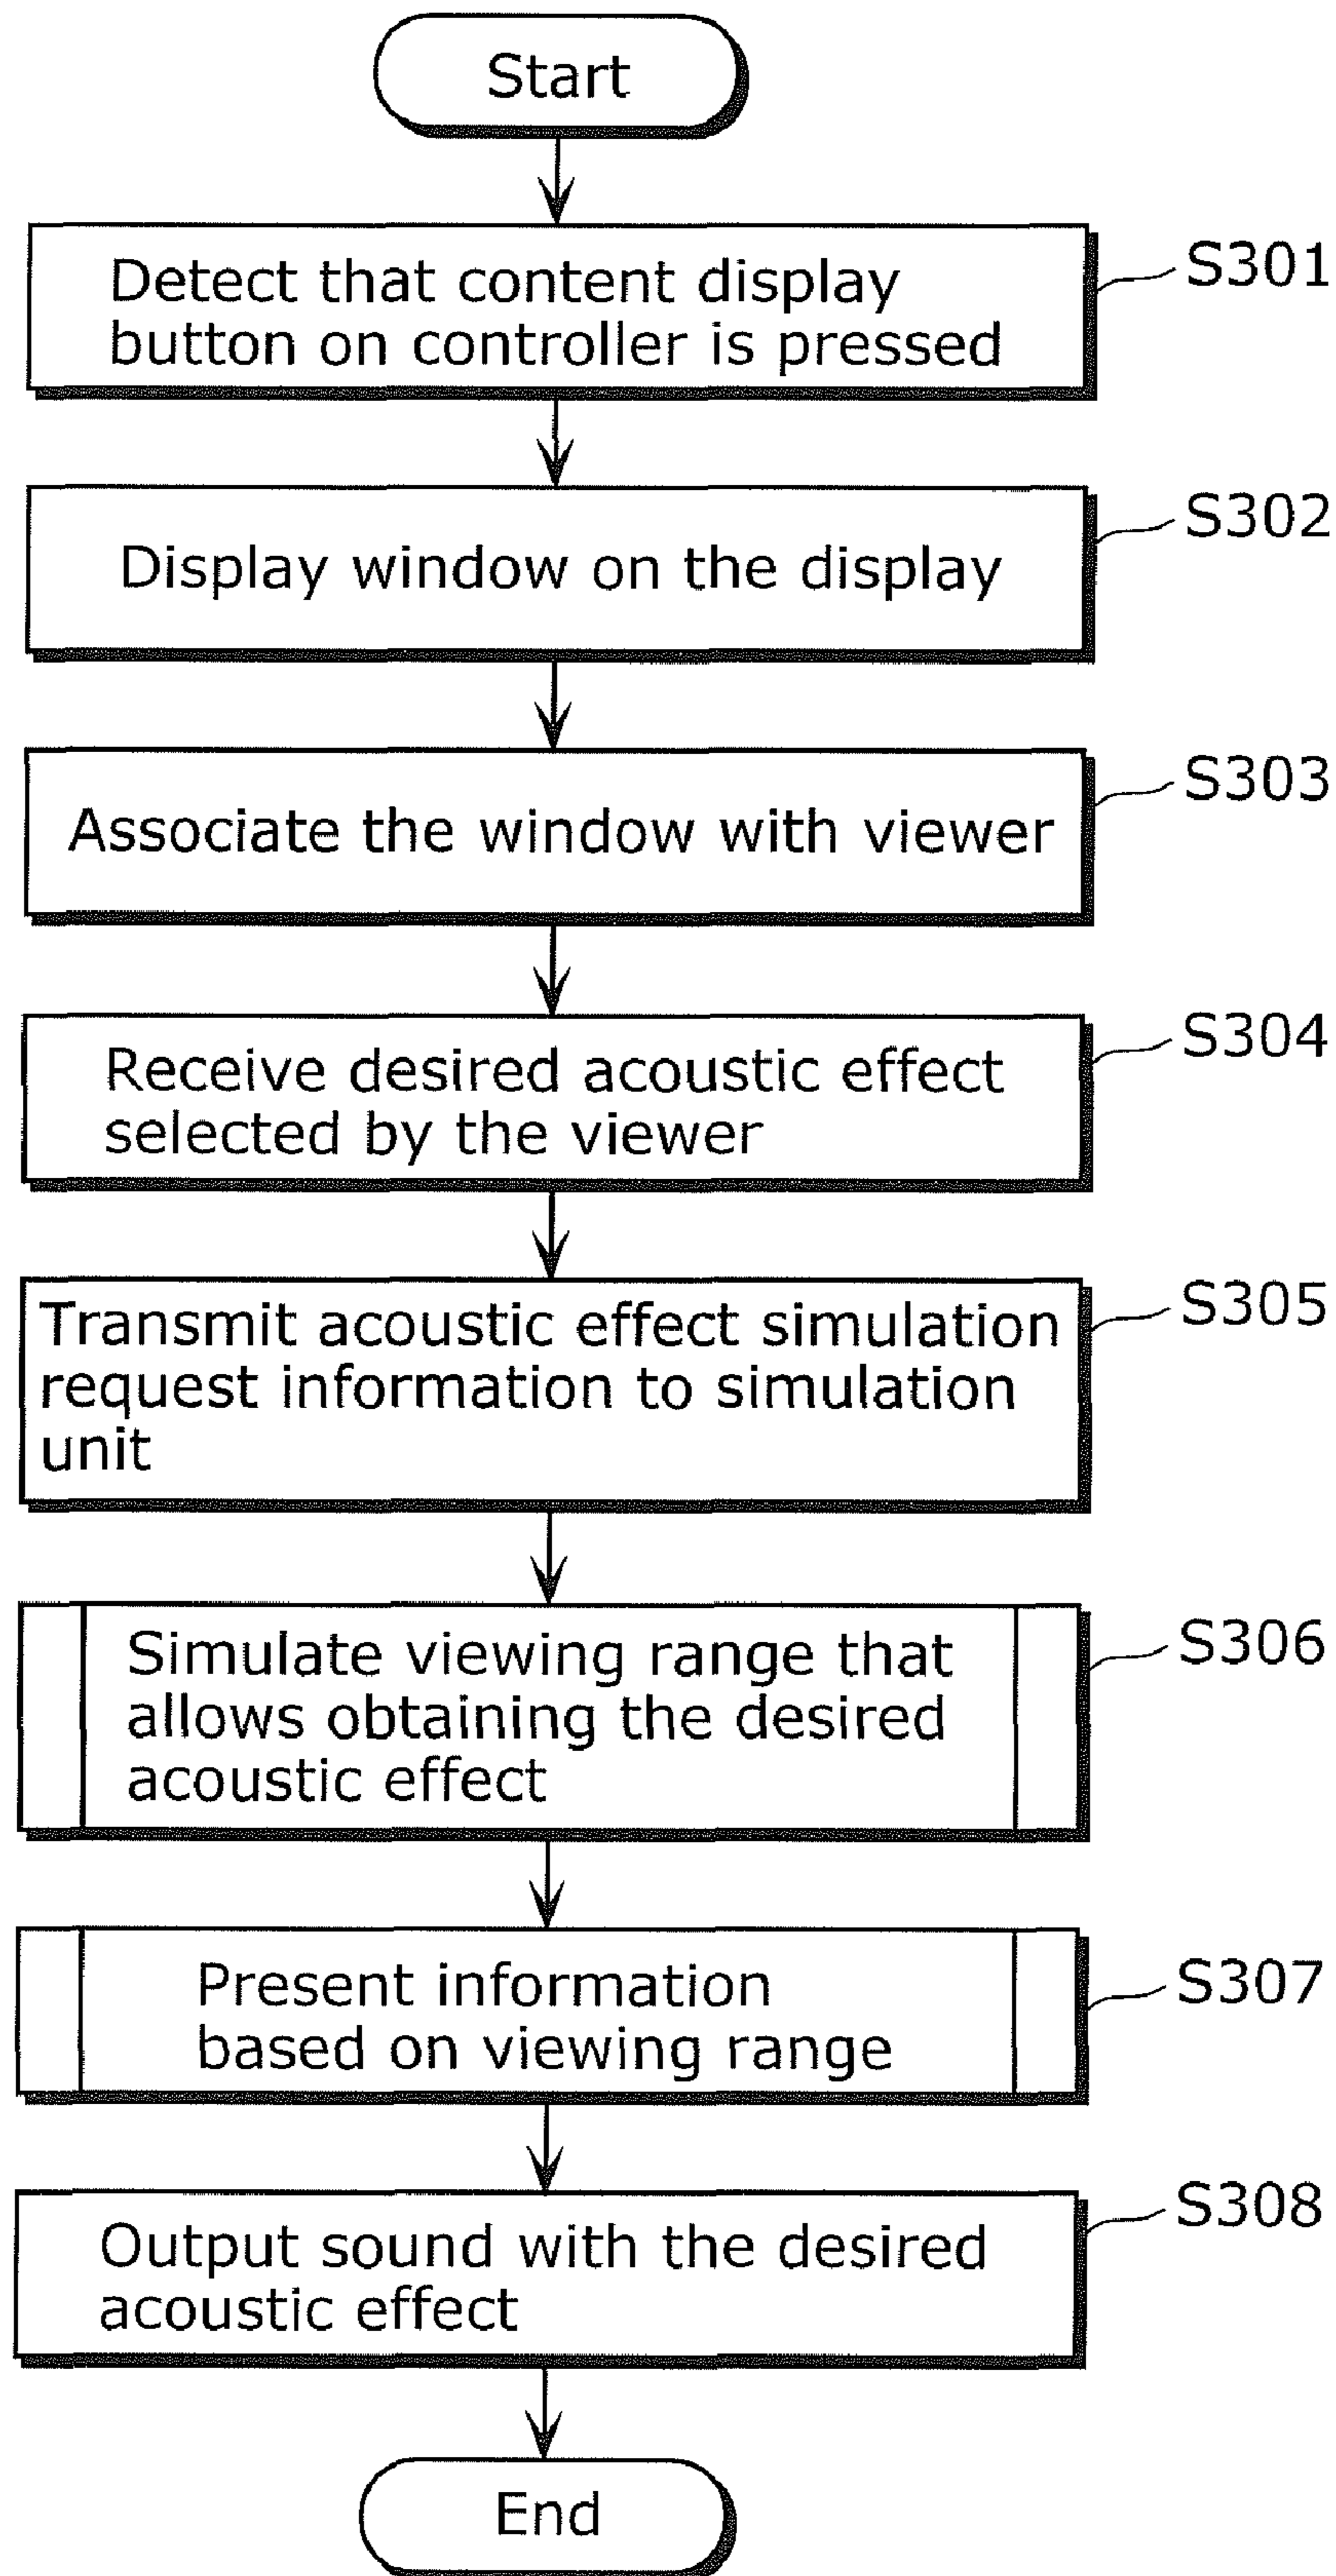 Start
Detect that content display
button on controller is pressed
S301
Display window on the display
S302
Associate the window with viewer
S303
Receive desired acoustic effect
selected by the viewer
S304
Transmit acoustic effect simulation
request information to simulation
unit
S305
Simulate viewing range that
allows obtaining the desired
acoustic effect
S306
Present information
based on viewing range
S307
Output sound with the desired
acoustic effect
S308
End